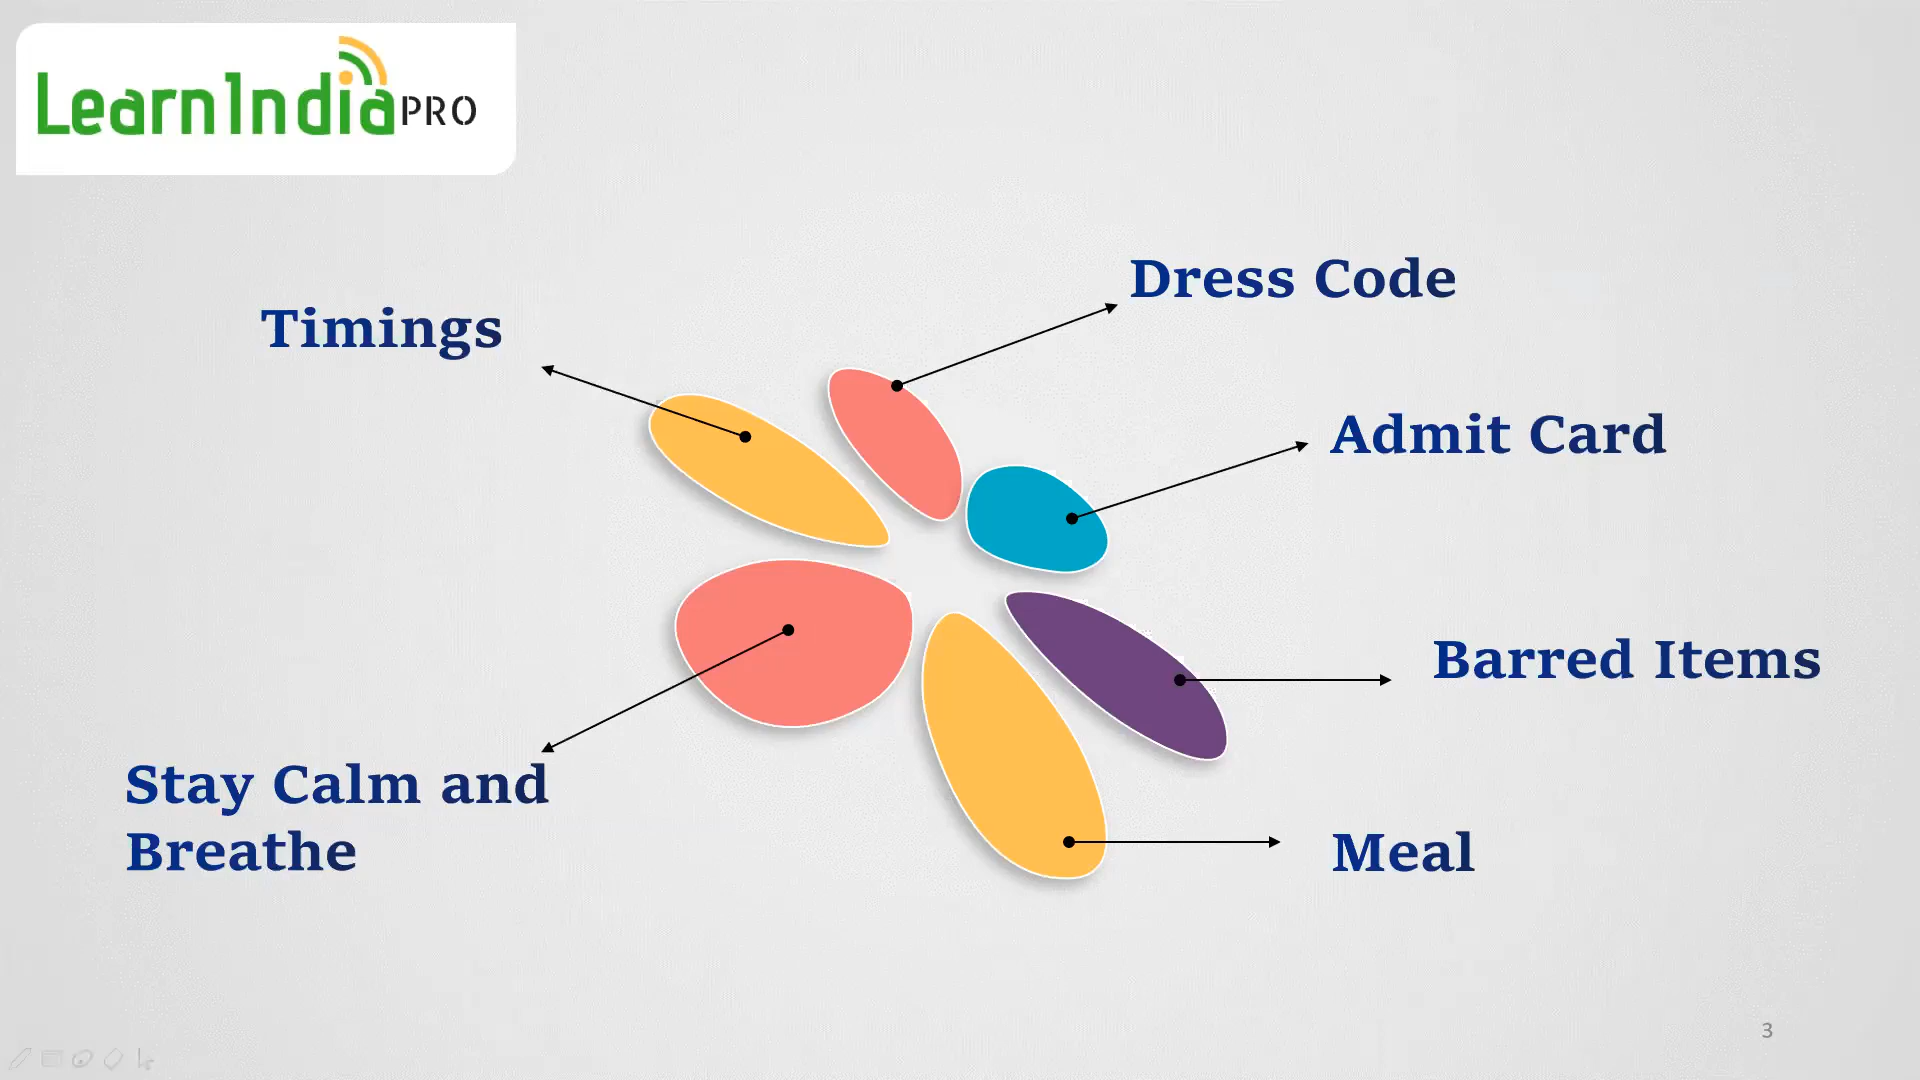 LearnIndia PRO
Dress Code
Timings
Admit Card
Barred Items
Stay Calm and
Breathe
Meal
3